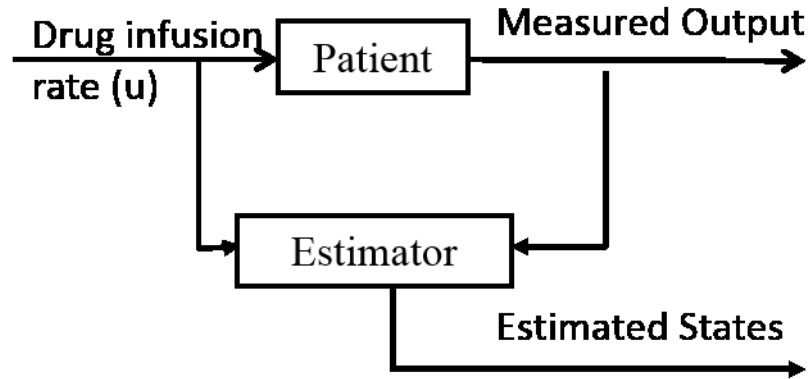 Drug infusion
rate (u)
Patient
Measured Output
Estimator
Estimated States